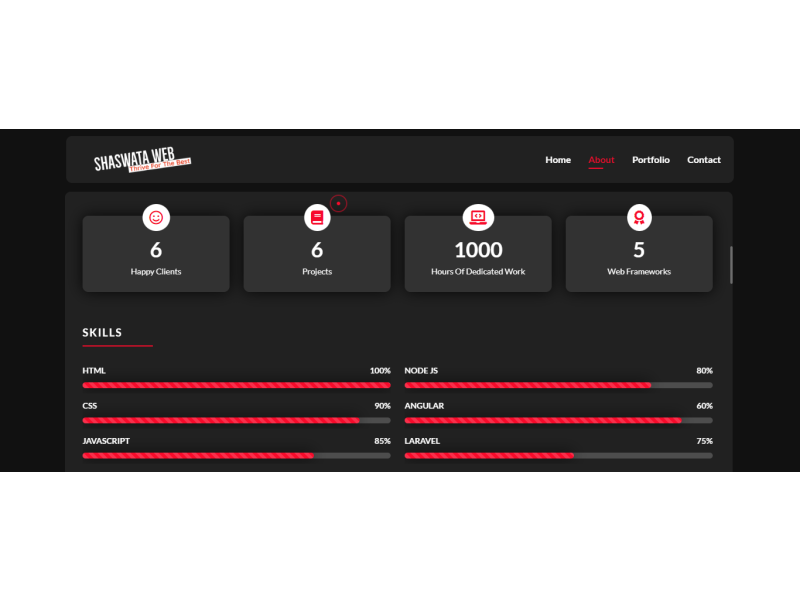 SHASWATA WEB
Thrive For The Best
Home About Portfolio Contact
6 6 1000 5
Happy Clients Projects Hours Of Dedicated Work Web Frameworks
SKILLS
HTML 100% NODE JS 80%
CSS 90% ANGULAR 60%
JAVASCRIPT 85% LARAVEL 75%